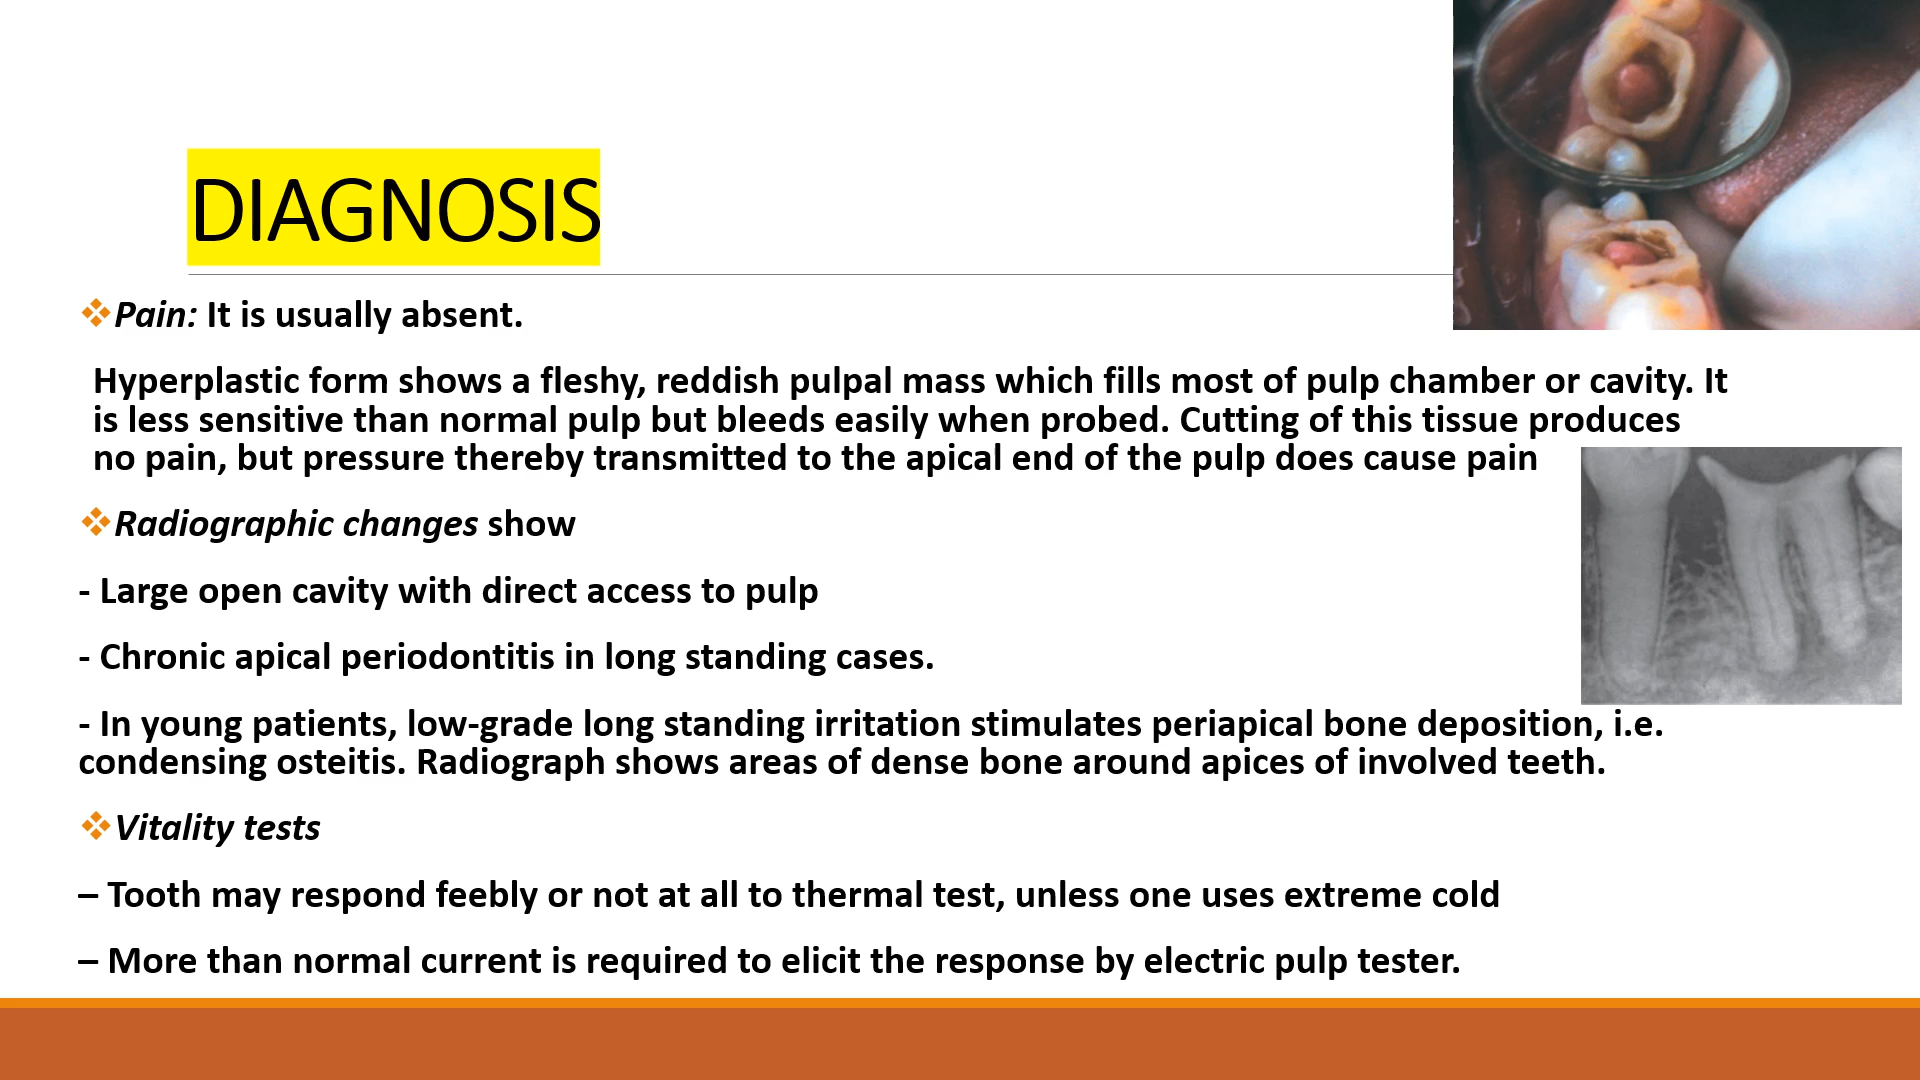 DIAGNOSIS
❖Pain: It is usually absent.
Hyperplastic form shows a fleshy, reddish pulpal mass which fills most of pulp chamber or cavity. It
is less sensitive than normal pulp but bleeds easily when probed. Cutting of this tissue produces
no pain, but pressure thereby transmitted to the apical end of the pulp does cause pain
❖Radiographic changes show
- Large open cavity with direct access to pulp
- Chronic apical periodontitis in long standing cases.
- In young patients, low-grade long standing irritation stimulates periapical bone deposition, i.e.
condensing osteitis. Radiograph shows areas of dense bone around apices of involved teeth.
❖Vitality tests
– Tooth may respond feebly or not at all to thermal test, unless one uses extreme cold
– More than normal current is required to elicit the response by electric pulp tester.